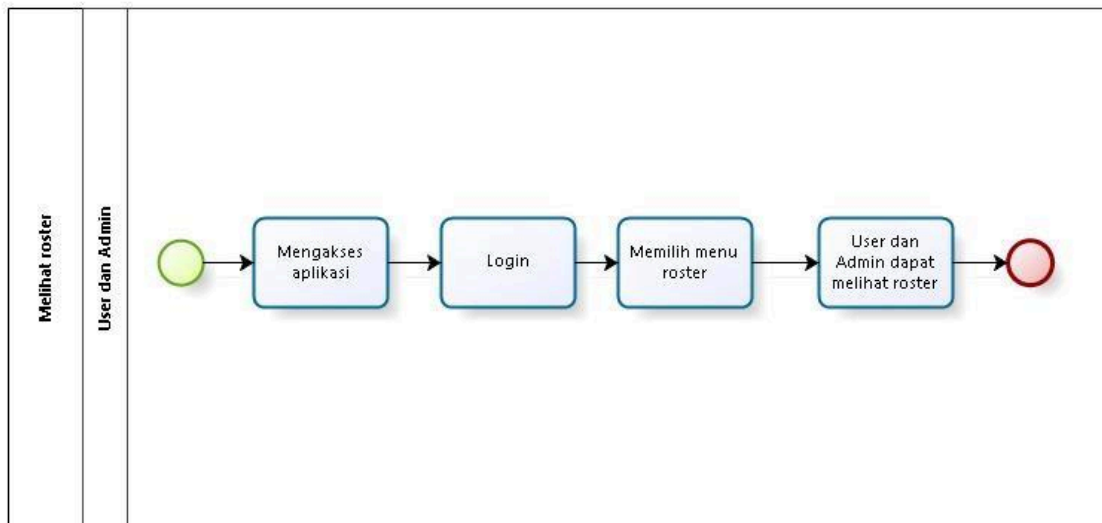 Melihat roster
User dan Admin
Mengakses
aplikasi
Login
Memilih menu
roster
User dan
Admin dapat
melihat roster